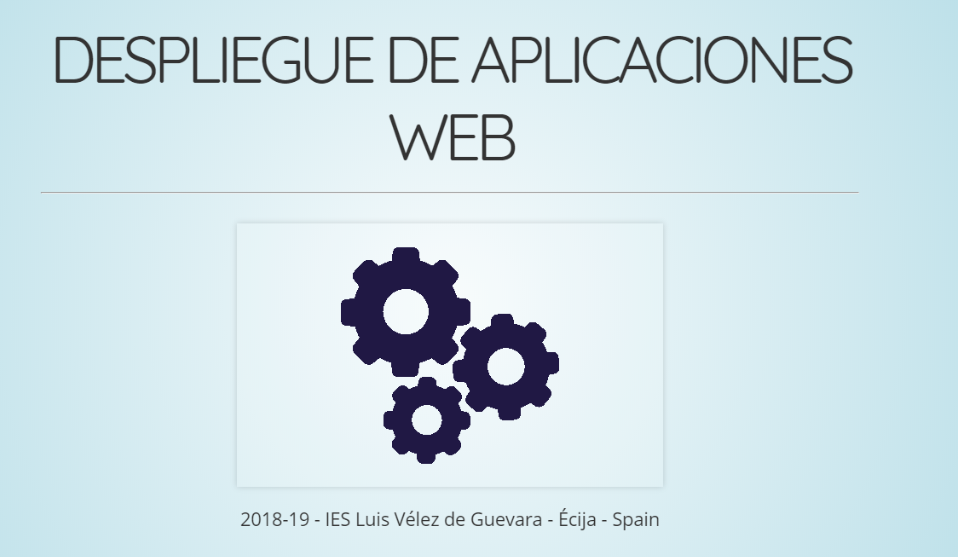 DESPLIEGUE DE APLICACIONES
WEB
2018-19 - IES Luis Vélez de Guevara - Écija - Spain